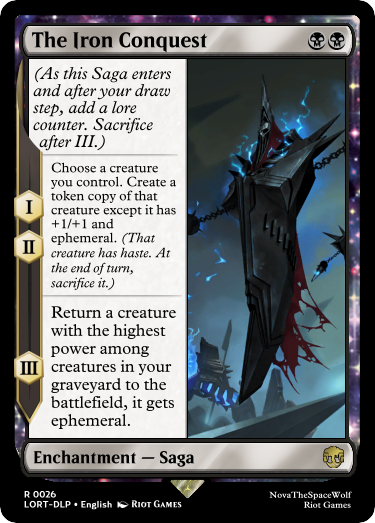 The Iron Conquest
(As this Saga enters
and after your draw
step, add a lore
counter. Sacrifice
after III.)
I
II
Choose a creature
you control. Create a
token copy of that
creature except it has
+1/+1 and
ephemeral. (That
creature has haste. At
the end of turn,
sacrifice it.)
III
Return a creature
with the highest
power among
creatures in your
graveyard to the
battlefield, it gets
ephemeral.
Enchantment — Saga
R 0026
LORT-DLP • English RIOT GAMES
NovaTheSpaceWolf
Riot Games